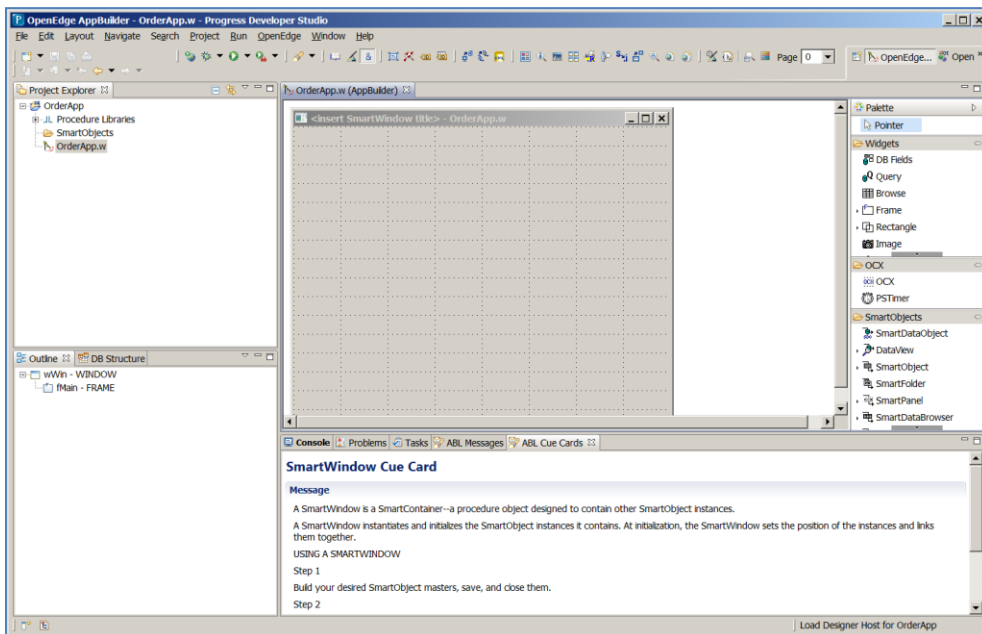 OpenEdge AppBuilder - OrderApp.w - Progress Developer Studio
File Edit Layout Navigate Search Project Run OpenEdge Window Help
Page 0 OpenEdge... Open
Project Explorer
OrderApp
Procedure Libraries
SmartObjects
OrderApp.w
OrderApp.w (AppBuilder)
<insert SmartWindow title> - OrderApp.w
Palette
Pointer
Widgets
DB Fields
Query
Browse
Frame
Rectangle
Image
OCX
OCX
PSTimer
SmartObjects
SmartDataObject
DataView
SmartObject
SmartFolder
SmartPanel
SmartDataBrowser
Outline DB Structure
wWin - WINDOW
fMain - FRAME
Console Problems Tasks ABL Messages ABL Cue Cards
SmartWindow Cue Card
Message
A SmartWindow is a SmartContainer--a procedure object designed to contain other SmartObject instances.
A SmartWindow instantiates and initializes the SmartObject instances it contains. At initialization, the SmartWindow sets the position of the instances and links
them together.
USING A SMARTWINDOW
Step 1
Build your desired SmartObject masters, save, and close them.
Step 2
Load Designer Host for OrderApp